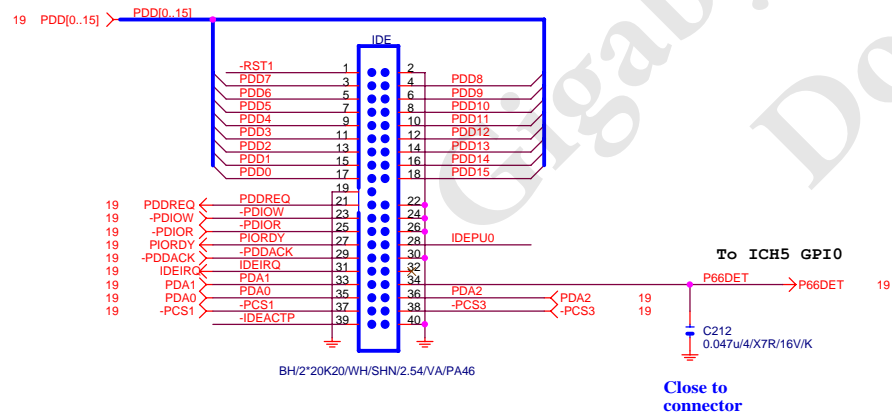 19 PDD[0..15] PDD[0..15]
IDE
-RST1 1 2
PDD7 3 4 PDD8
PDD6 5 6 PDD9
PDD5 7 8 PDD10
PDD4 9 10 PDD11
PDD3 11 12 PDD12
PDD2 13 14 PDD13
PDD1 15 16 PDD14
PDD0 17 18 PDD15
19
19 PDDREQ PDDREQ 21 22
19 -PDIOW -PDIOW 23 24
19 -PDIOR -PDIOR 25 26
19 PIORDY PIORDY 27 28 IDEPU0
19 -PDDACK -PDDACK 29 30
19 IDEIRQ IDEIRQ 31 32
19 PDA1 PDA1 33 34 P66DET P66DET 19
19 PDA0 PDA0 35 36 PDA2 PDA2 19
19 -PCS1 -PCS1 37 38 -PCS3 -PCS3 19
-IDEACTP 39 40
BH/2*20K20/WH/SHN/2.54/VA/PA46
To ICH5 GPI0
C212
0.047u/4/X7R/16V/K
Close to
connector
Gigab
Do